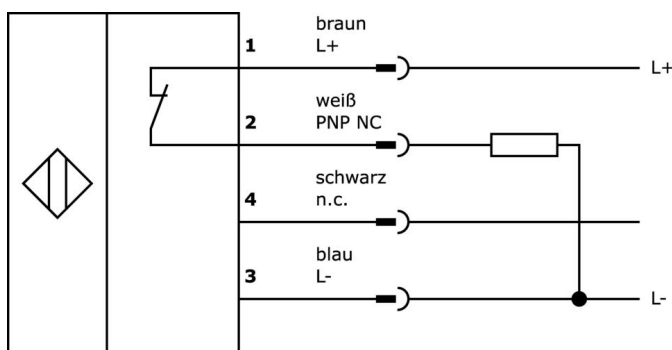 braun
1 L+
L+
weiß
2 PNP NC
schwarz
4 n.c.
blau
3 L-
L-